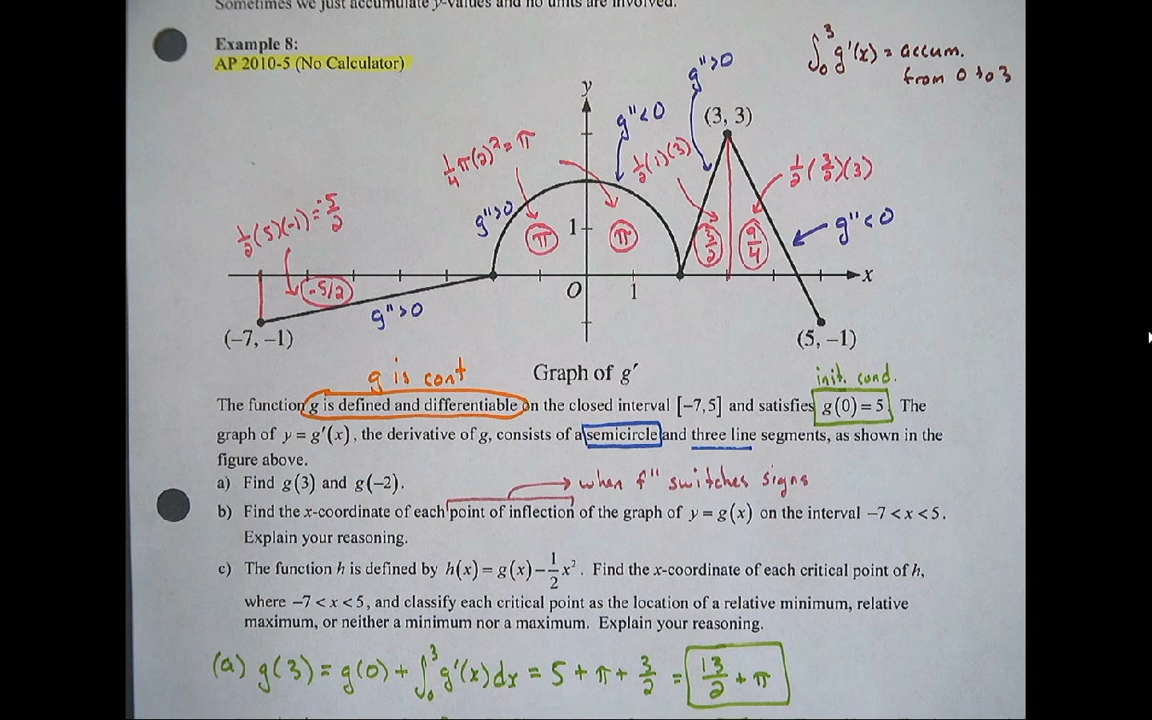 Sometimes we just accumulate y-values and no units are involved.
Example 8:
AP 2010-5 (No Calculator)
∫₀³ g'(x) = accum.
from 0 to 3
g''>0
g''<0
(3, 3)
y
¼π(2)² = π
½(1)(3)
½(3/2)(3)
½(5)(-1) = -5/2
g''>0
g''<0
1
π
π
3/2
9/4
-5/2
x
O
1
g''>0
(−7, −1)
(5, −1)
Graph of g′
g is cont
init. cond.
The function g is defined and differentiable on the closed interval [−7,5] and satisfies g(0) = 5. The
graph of y = g′(x), the derivative of g, consists of a semicircle and three line segments, as shown in the
figure above.
a) Find g(3) and g(−2).
when f'' switches signs
b) Find the x-coordinate of each point of inflection of the graph of y = g(x) on the interval −7 < x < 5.
Explain your reasoning.
c) The function h is defined by h(x) = g(x) − ½x². Find the x-coordinate of each critical point of h,
where −7 < x < 5, and classify each critical point as the location of a relative minimum, relative
maximum, or neither a minimum nor a maximum. Explain your reasoning.
(a) g(3) = g(0) + ∫₀³ g'(x)dx = 5 + π + 3/2 = 13/2 + π